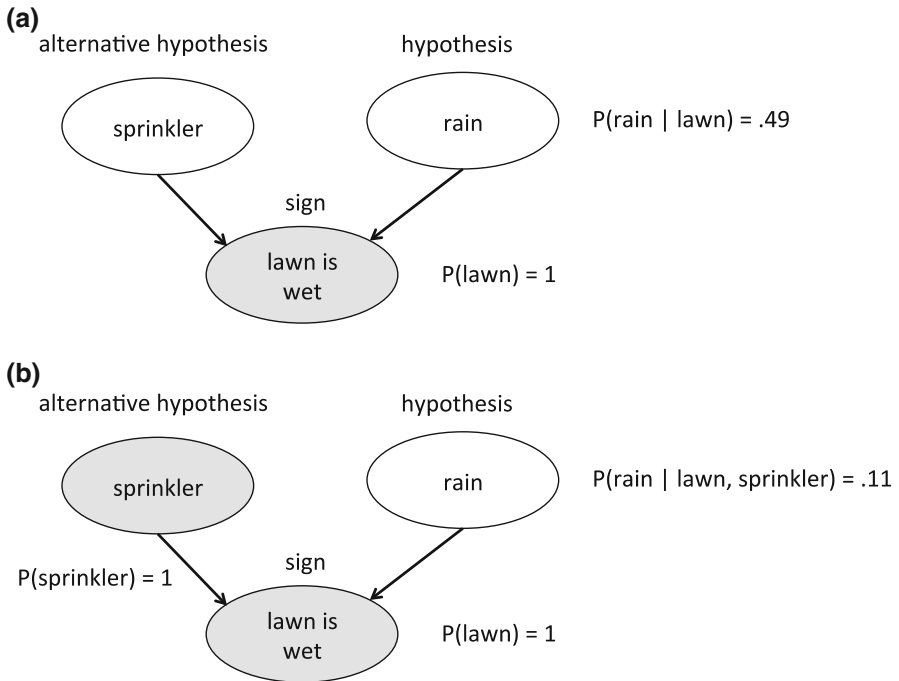 (a)
alternative hypothesis
hypothesis
sprinkler
rain
P(rain | lawn) = .49
sign
lawn is
wet
P(lawn) = 1
(b)
alternative hypothesis
hypothesis
sprinkler
rain
P(rain | lawn, sprinkler) = .11
P(sprinkler) = 1
sign
lawn is
wet
P(lawn) = 1